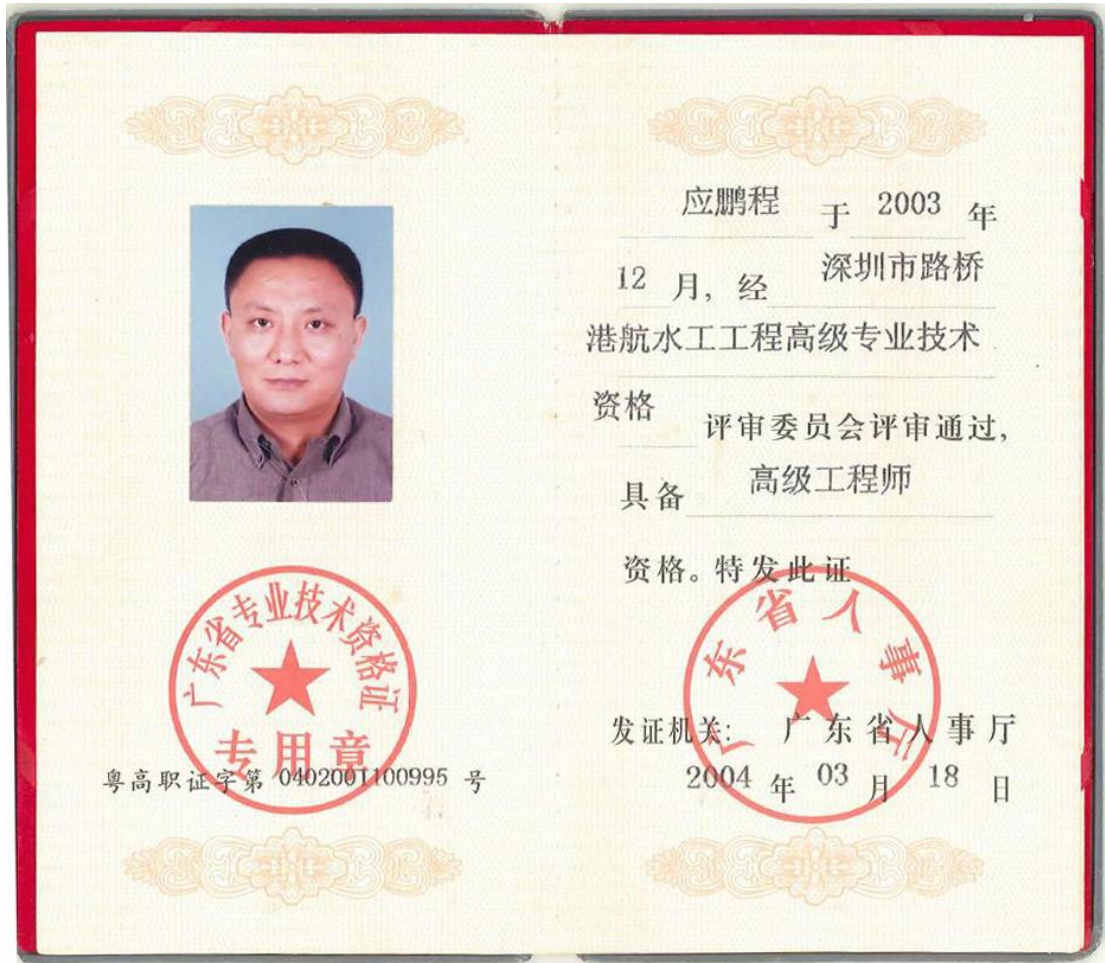 广东省专业技术资格证
专用章
粤高职证字第 0402001100995 号
应鹏程 于 2003 年
12 月, 经 深圳市路桥
港航水工工程高级专业技术
资格 评审委员会评审通过,
具备 高级工程师
资格。特发此证
广东省人事厅
发证机关: 广东省人事厅
2004 年 03 月 18 日